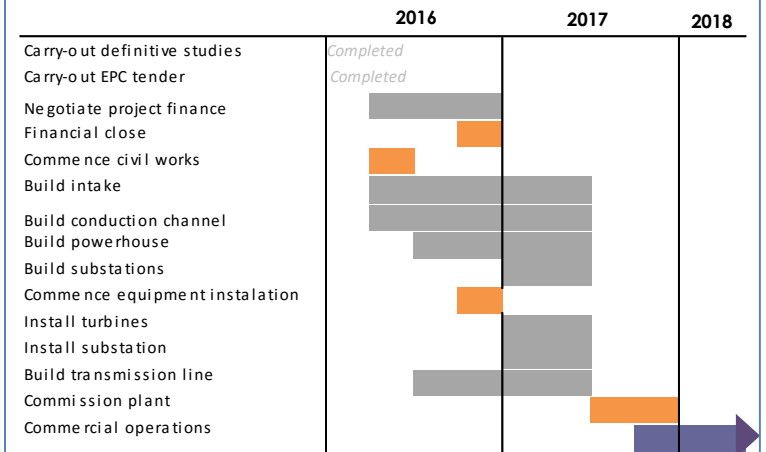 2016 2017 2018
Carry-out definitive studies Completed
Carry-out EPC tender Completed
Negotiate project finance
Financial close
Commence civil works
Build intake
Build conduction channel
Build powerhouse
Build substations
Commence equipment instalation
Install turbines
Install substation
Build transmission line
Commission plant
Commercial operations